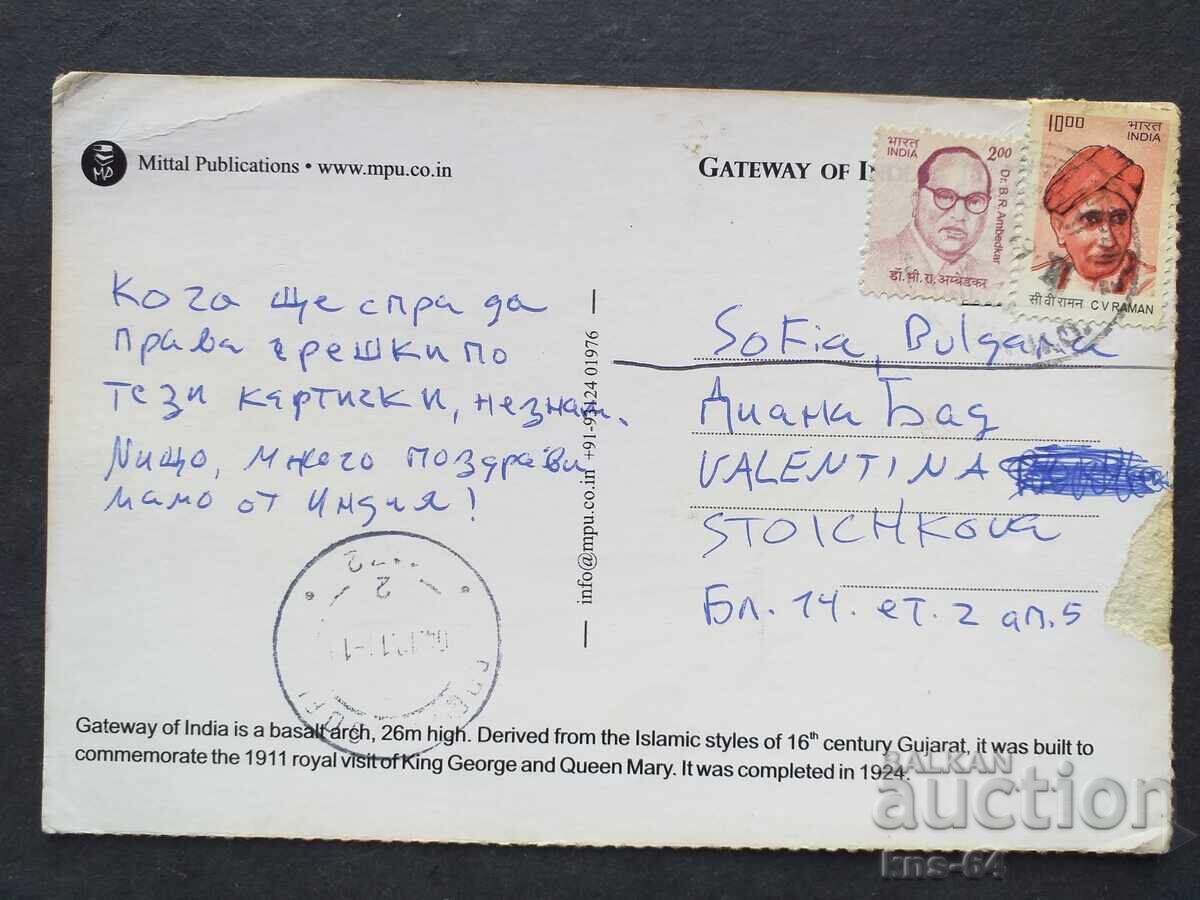 Mittal Publications • www.mpu.co.in
GATEWAY OF
भारत
INDIA
2.00
Dr. B.R. Ambedkar
डॉ. भी. रा. अम्बेडकर
10.00
भारत
INDIA
सी वी रामन C V RAMAN
Кога ще спра да
права грешки по
тези картички, не знам.
Нищо, много поздрави
мамо от Индия!
info@mpu.co.in +91-93124 01976
Sofia, Bulgaria
Диана Бад
VALENTINA
STOICHKOVA
Бл. 14. ет. 2 ап. 5
Gateway of India is a basalt arch, 26m high. Derived from the Islamic styles of 16th century Gujarat, it was built to
commemorate the 1911 royal visit of King George and Queen Mary. It was completed in 1924.
BALKAN
auction
kns-64